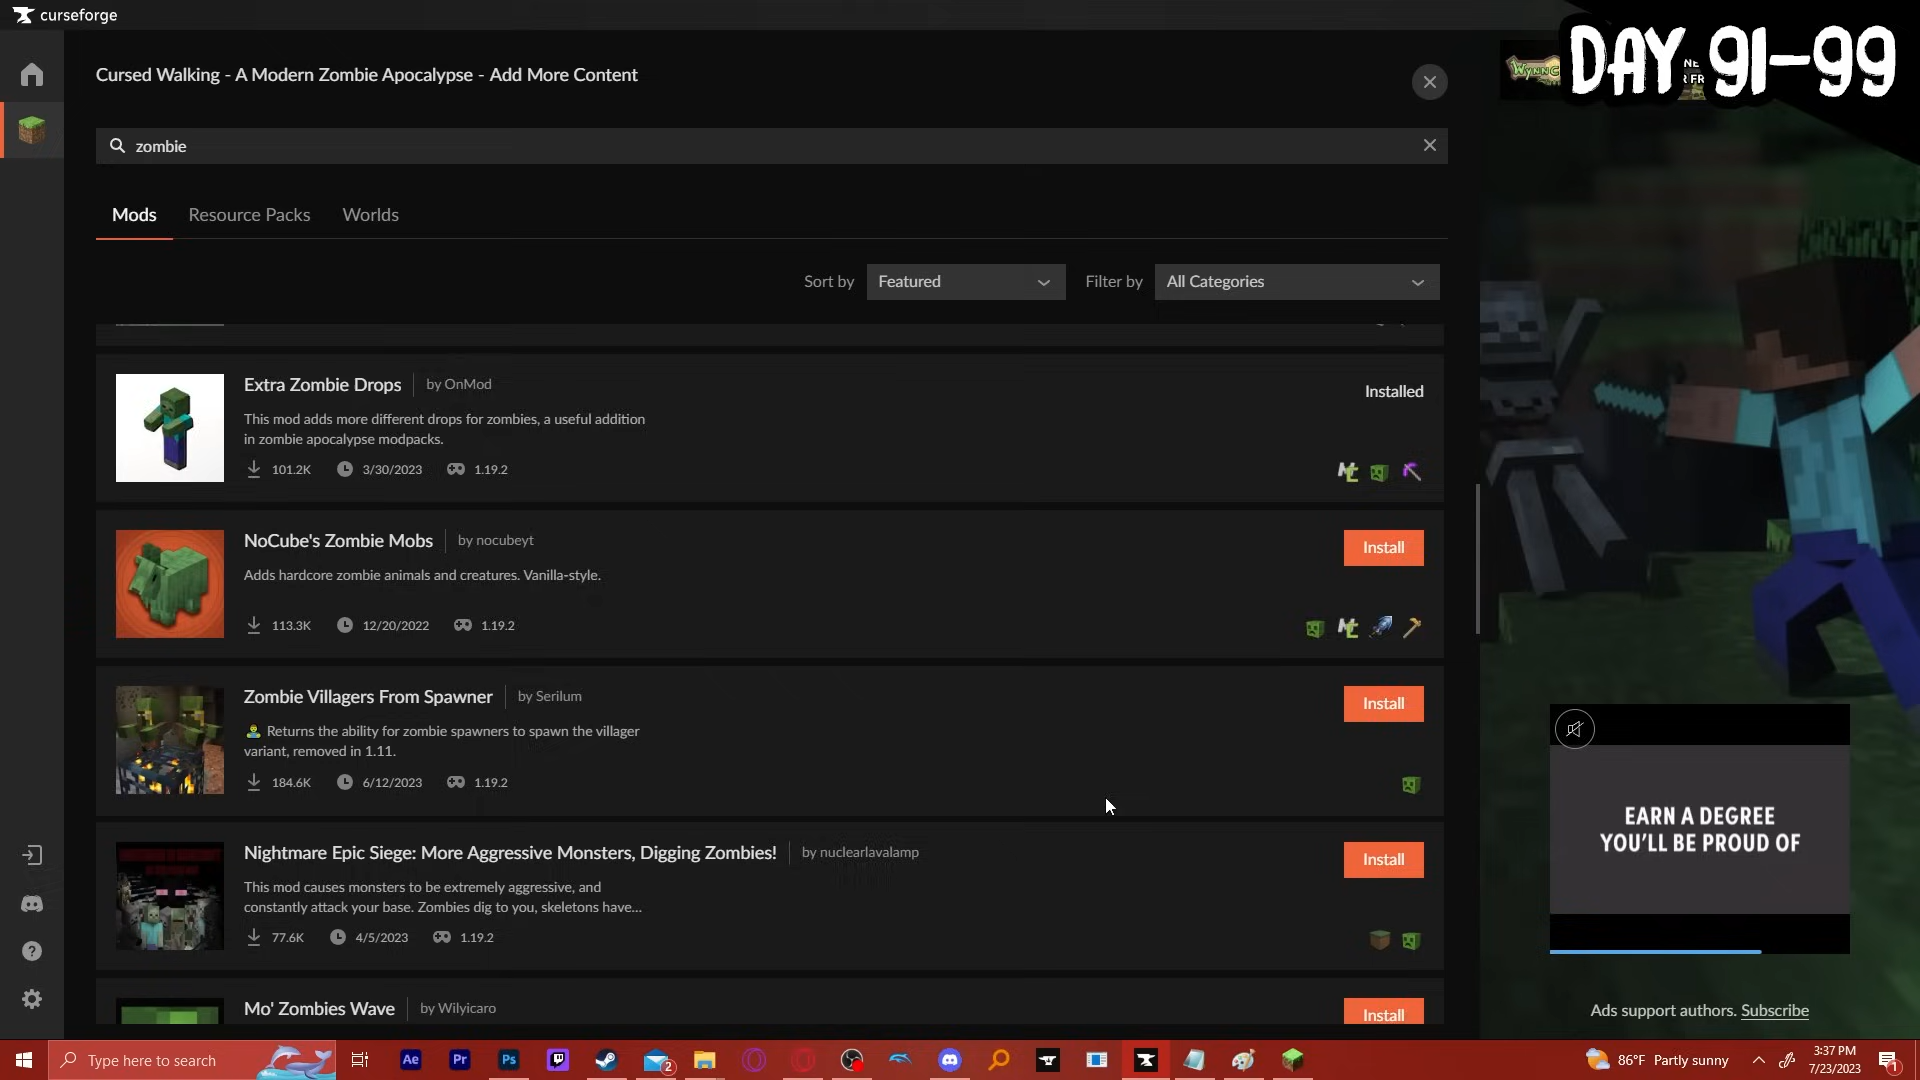 curseforge
DAY 91-99
Cursed Walking - A Modern Zombie Apocalypse - Add More Content
zombie
Mods Resource Packs Worlds
Sort by Featured Filter by All Categories
Extra Zombie Drops by OnMod
Installed
This mod adds more different drops for zombies, a useful addition
in zombie apocalypse modpacks.
101.2K 3/30/2023 1.19.2
NoCube's Zombie Mobs by nocubeyt
Install
Adds hardcore zombie animals and creatures. Vanilla-style.
113.3K 12/20/2022 1.19.2
Zombie Villagers From Spawner by Serilum
Install
Returns the ability for zombie spawners to spawn the villager
variant, removed in 1.11.
184.6K 6/12/2023 1.19.2
Nightmare Epic Siege: More Aggressive Monsters, Digging Zombies! by nuclearlavalamp
Install
This mod causes monsters to be extremely aggressive, and
constantly attack your base. Zombies dig to you, skeletons have...
77.6K 4/5/2023 1.19.2
Mo' Zombies Wave by Wilyicaro
Install
EARN A DEGREE
YOU'LL BE PROUD OF
Ads support authors. Subscribe
Type here to search
Ae Pr Ps 2
86°F Partly sunny
3:37 PM
7/23/2023
1